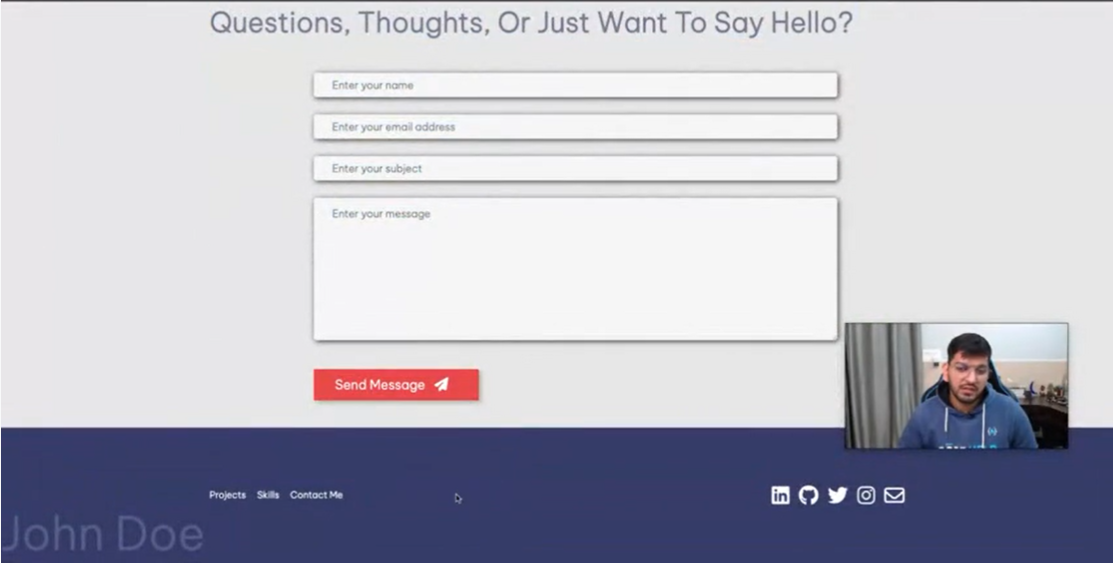 Questions, Thoughts, Or Just Want To Say Hello?
Enter your name
Enter your email address
Enter your subject
Enter your message
Send Message
Projects Skills Contact Me
in
John Doe